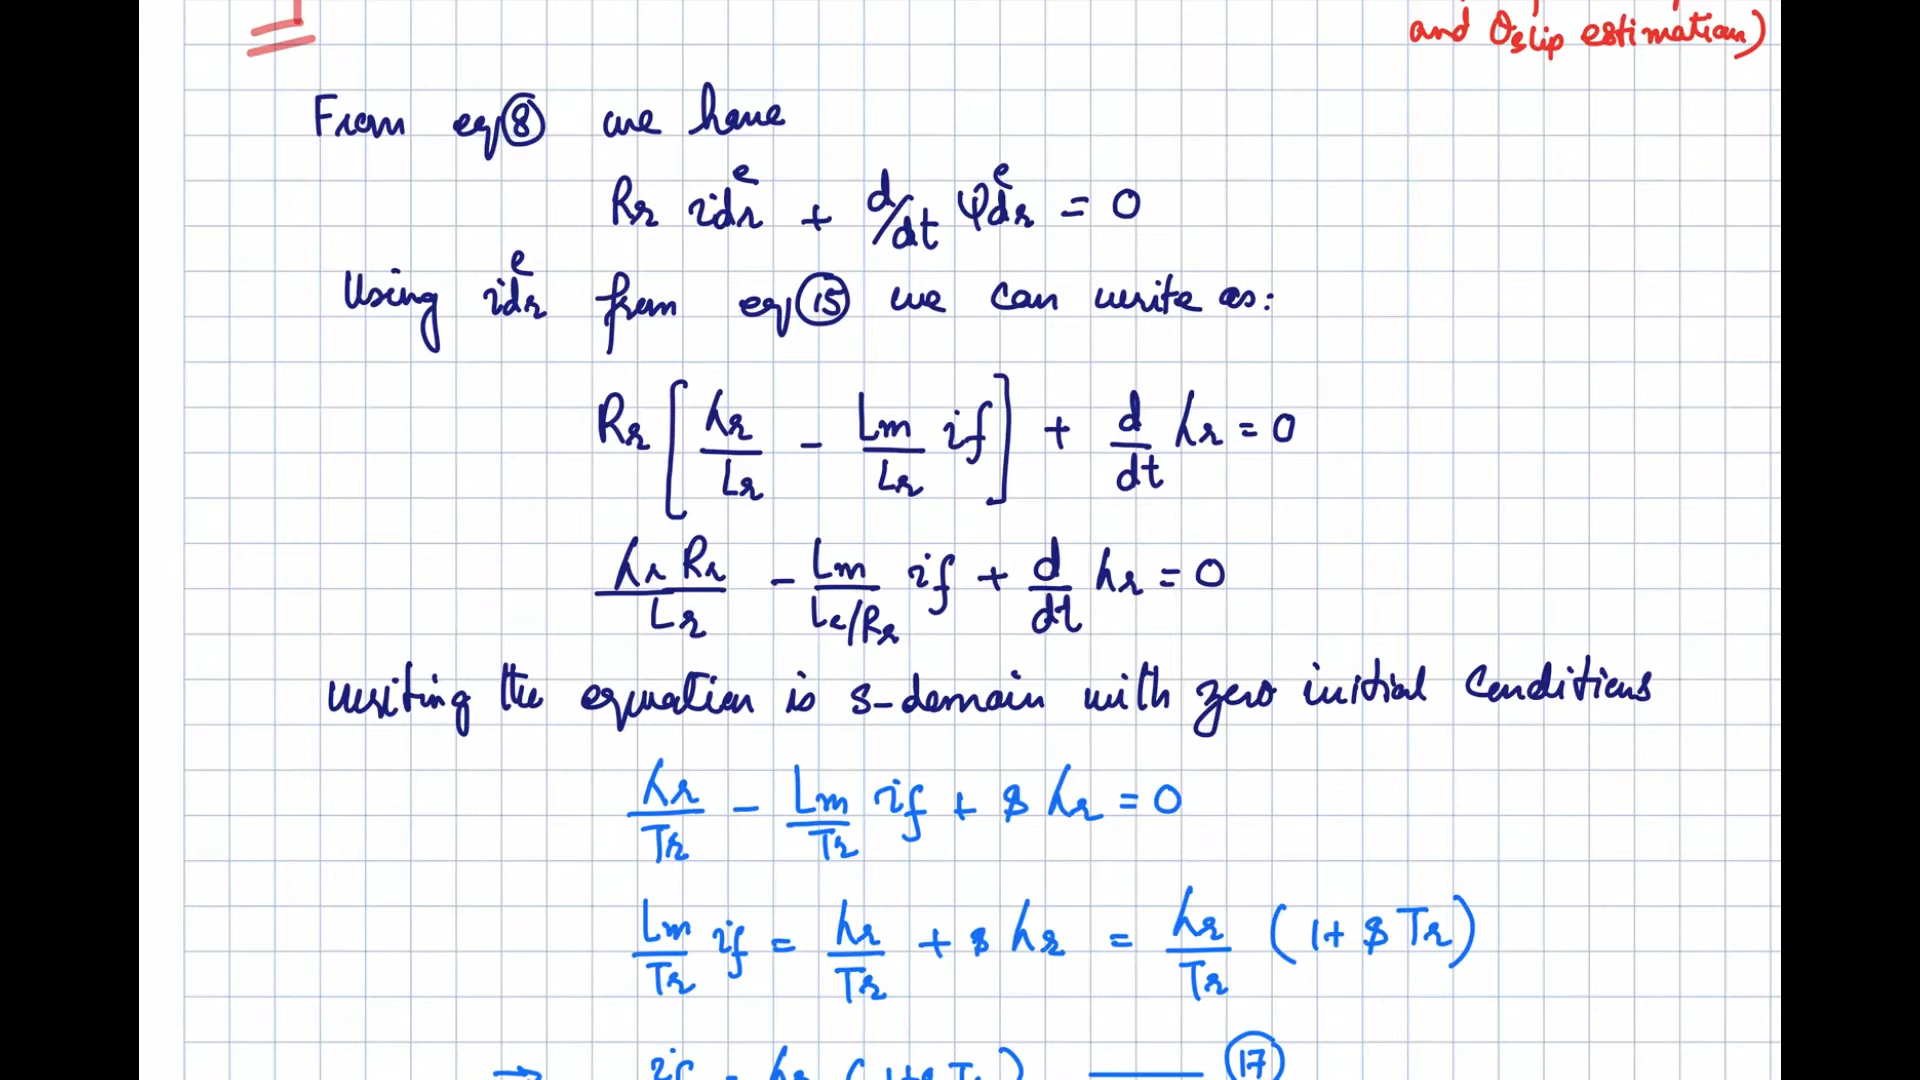 and θslip estimation)
From eq ⑧ we have
Rr idr^e + d/dt φdr^e = 0
Using idr^e from eq ⑮ we can write as:
Rr [λr/Lr - Lm/Lr if] + d/dt λr = 0
λr Rr/Lr - Lm/(Lr/Rr) if + d/dt λr = 0
writing the equation is s-domain with zero initial conditions
λr/Tr - Lm/Tr if + s λr = 0
Lm/Tr if = λr/Tr + s λr = λr/Tr (1 + s Tr)
⑰